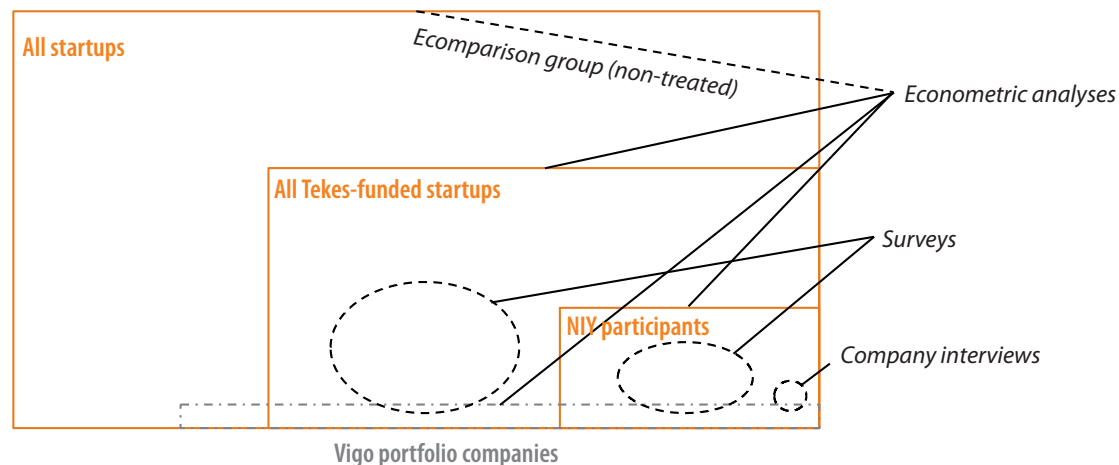 All startups
Ecomparison group (non-treated)
Econometric analyses
All Tekes-funded startups
Surveys
NIY participants
Company interviews
Vigo portfolio companies